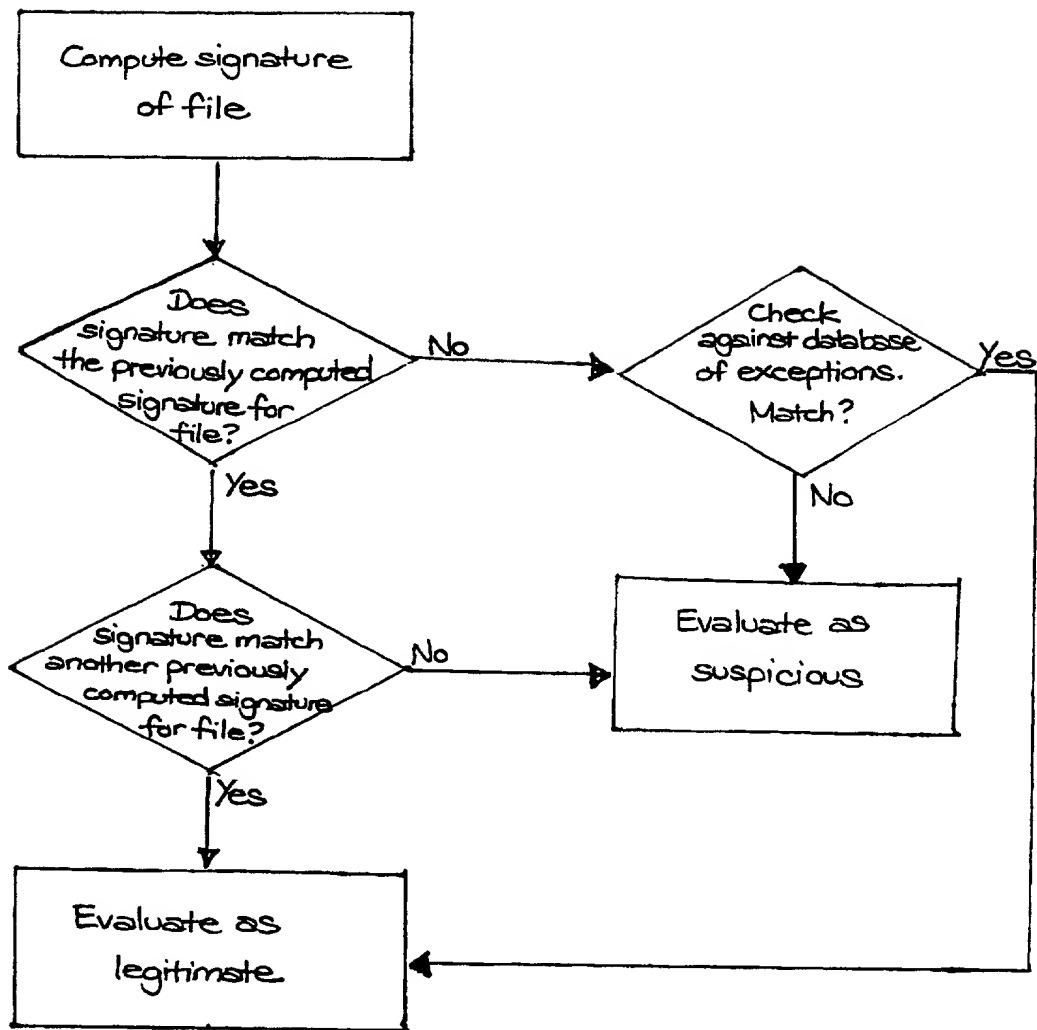 Compute signature
of file
Does
signature match
the previously computed
signature for
file?
No
Check
against database
of exceptions.
Match?
Yes
Yes
No
Does
signature match
another previously
computed signature
for file?
No
Evaluate as
suspicious
Yes
Evaluate as
legitimate